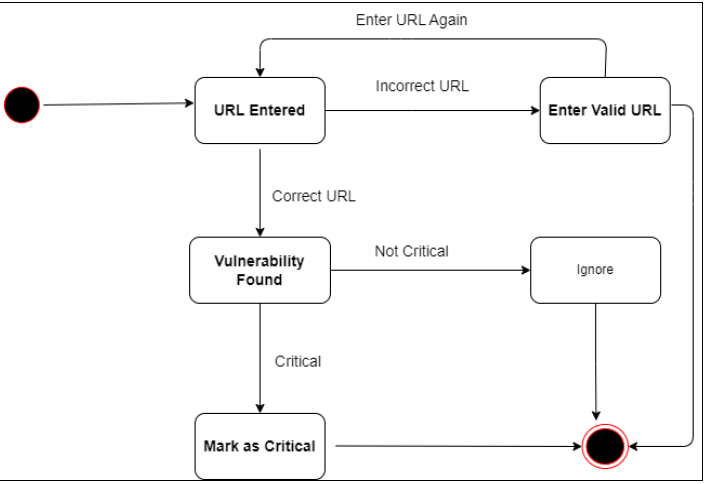 Enter URL Again
Incorrect URL
URL Entered
Enter Valid URL
Correct URL
Vulnerability
Found
Not Critical
Ignore
Critical
Mark as Critical